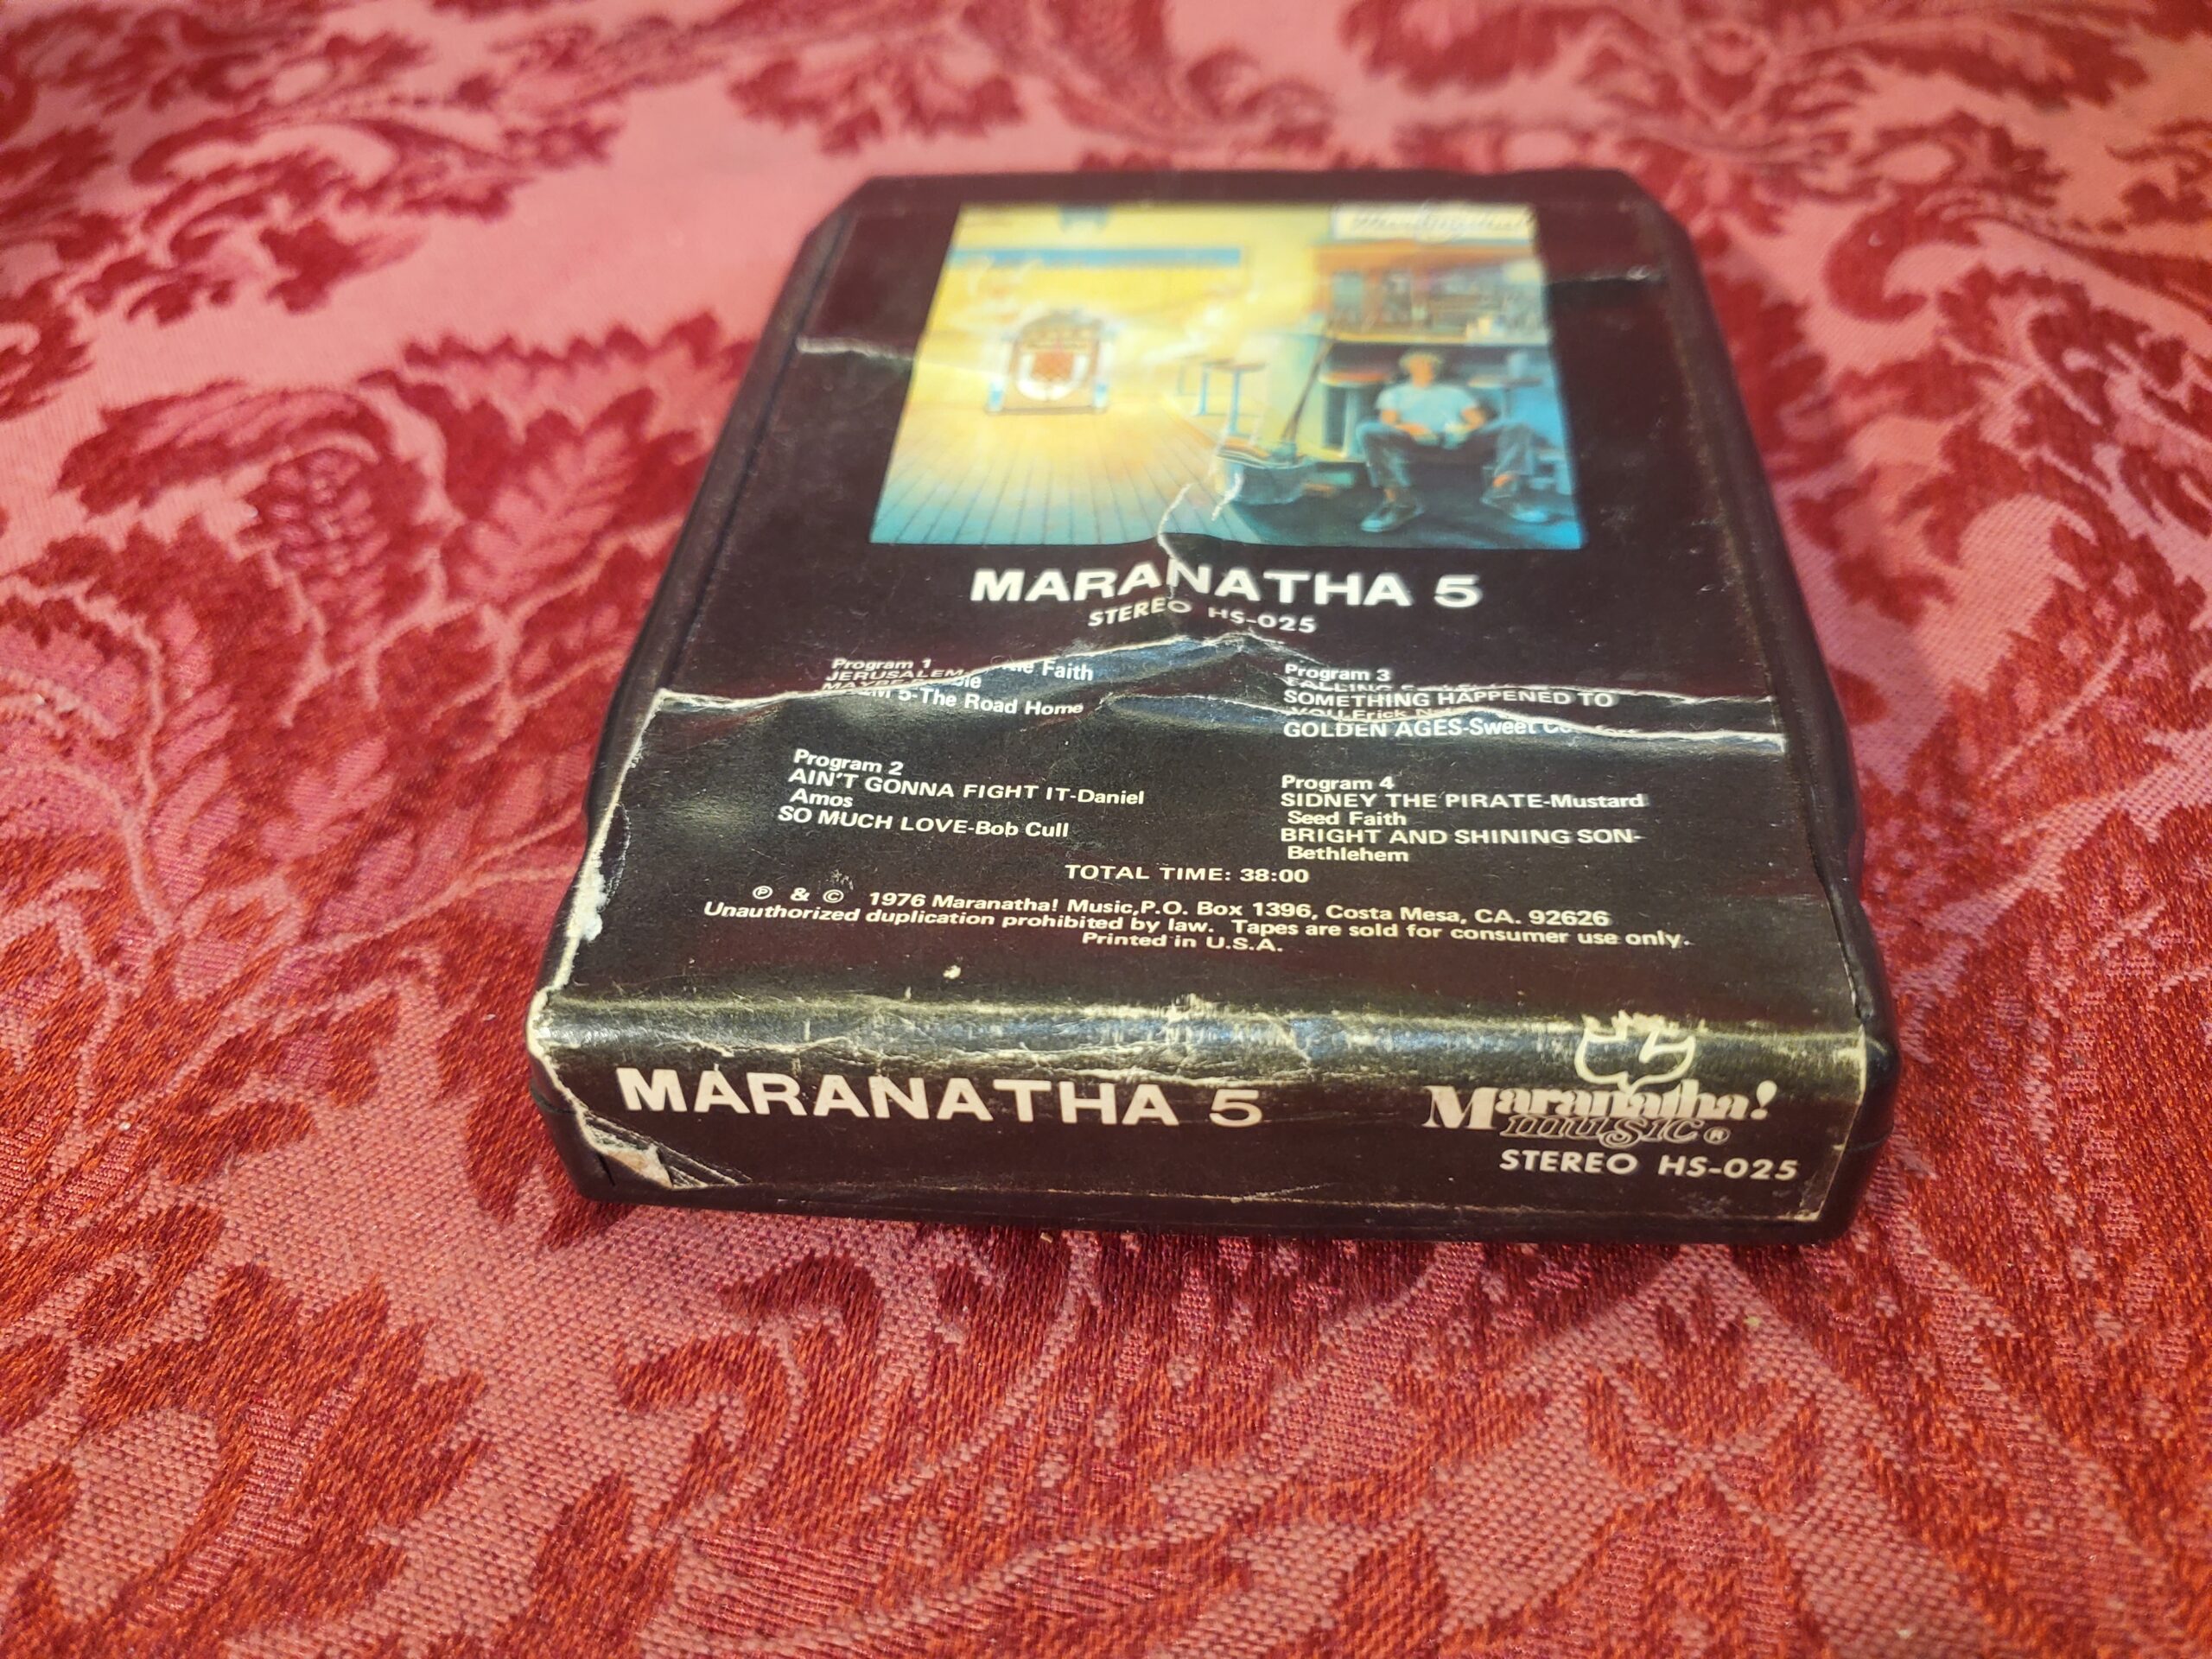 MARANATHA 5
STEREO HS-025
Program 1
JERUSALEM he Faith
5-The Road Home
Program 2
AIN'T GONNA FIGHT IT-Daniel
Amos
SO MUCH LOVE-Bob Cull
Program 3
SOMETHING HAPPENED TO
GOLDEN AGES-Sweet
Program 4
SIDNEY THE PIRATE-Mustard
Seed Faith
BRIGHT AND SHINING SON-
Bethlehem
TOTAL TIME: 38:00
℗ & © 1976 Maranatha! Music,P.O. Box 1396, Costa Mesa, CA. 92626
Unauthorized duplication prohibited by law. Tapes are sold for consumer use only.
Printed in U.S.A.
MARANATHA 5
Maranatha!
music®
STEREO HS-025